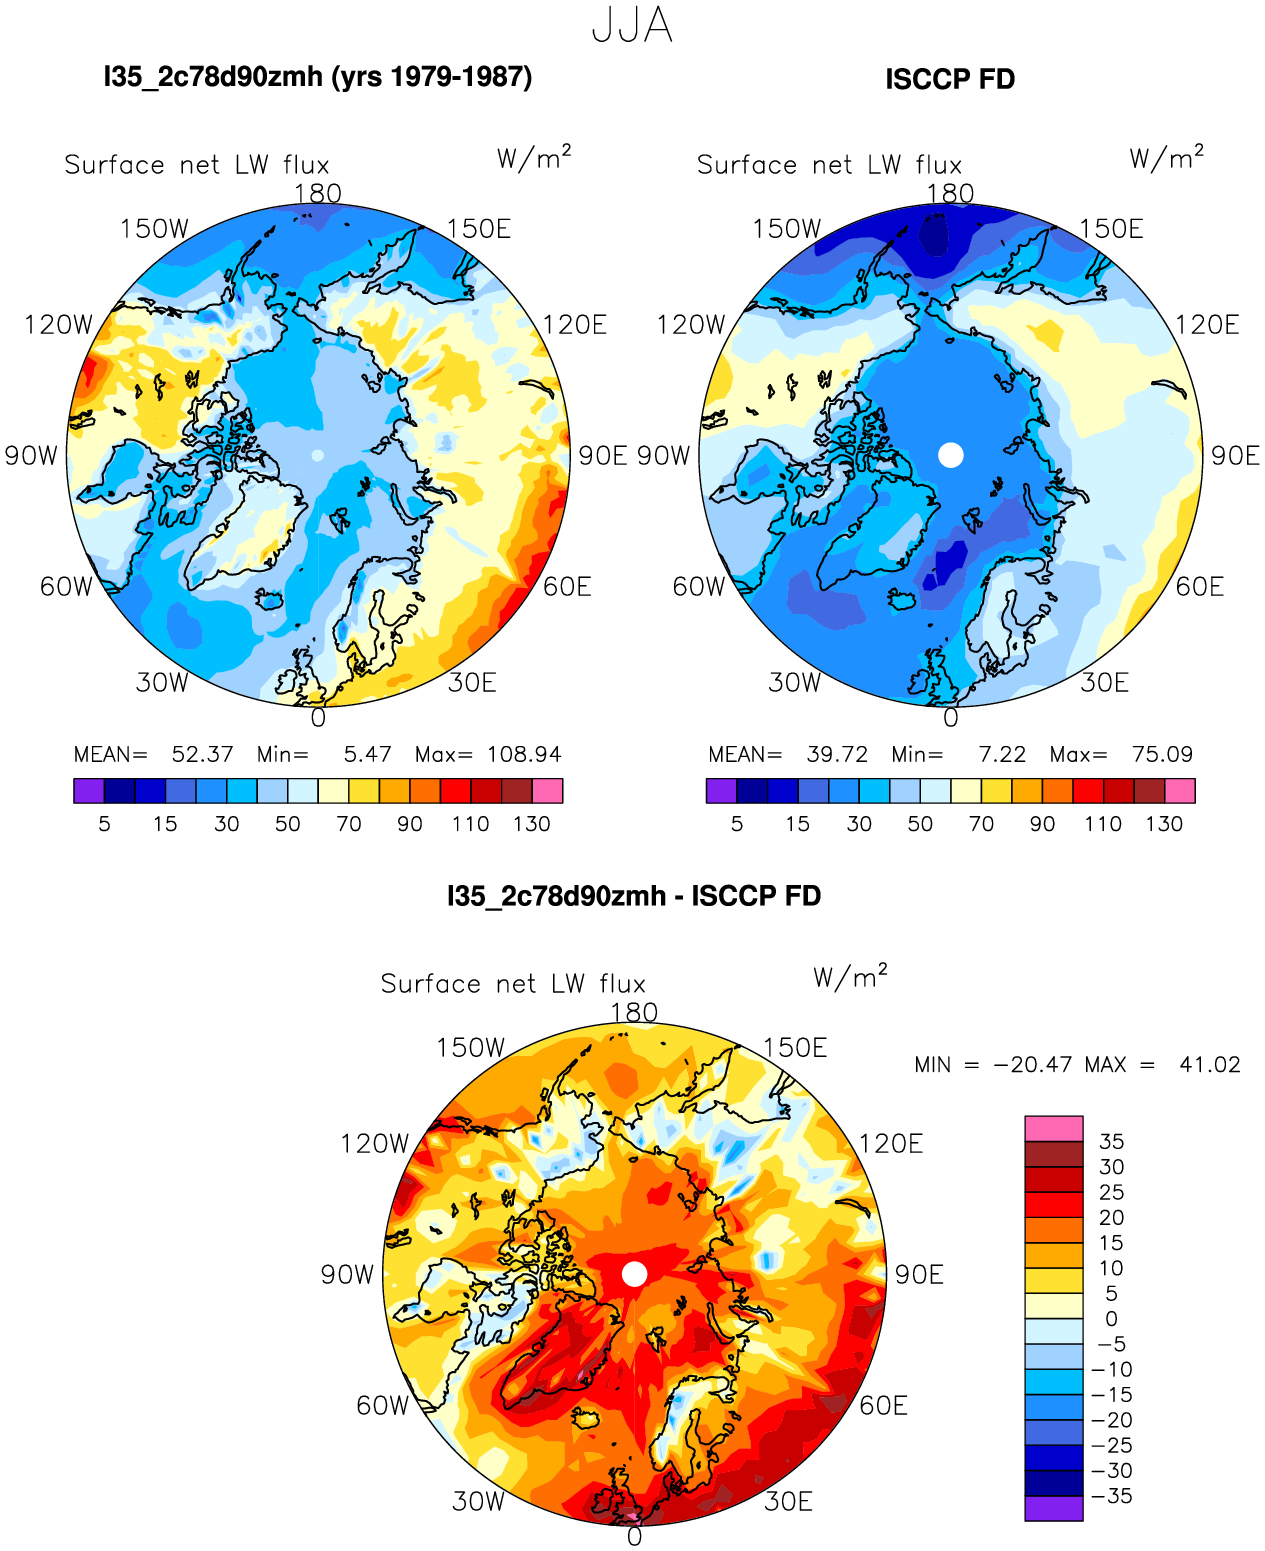 JJA
I35_2c78d90zmh (yrs 1979-1987)
ISCCP FD
Surface net LW flux W/m²
Surface net LW flux W/m²
180
150W 150E
120W 120E
90W 90E
60W 60E
30W 30E
0
180
150W 150E
120W 120E
90W 90E
60W 60E
30W 30E
0
MEAN= 52.37 Min= 5.47 Max= 108.94
5 15 30 50 70 90 110 130
MEAN= 39.72 Min= 7.22 Max= 75.09
5 15 30 50 70 90 110 130
I35_2c78d90zmh - ISCCP FD
Surface net LW flux W/m²
180
150W 150E
120W 120E
90W 90E
60W 60E
30W 30E
0
MIN = −20.47 MAX = 41.02
35
30
25
20
15
10
5
0
−5
−10
−15
−20
−25
−30
−35